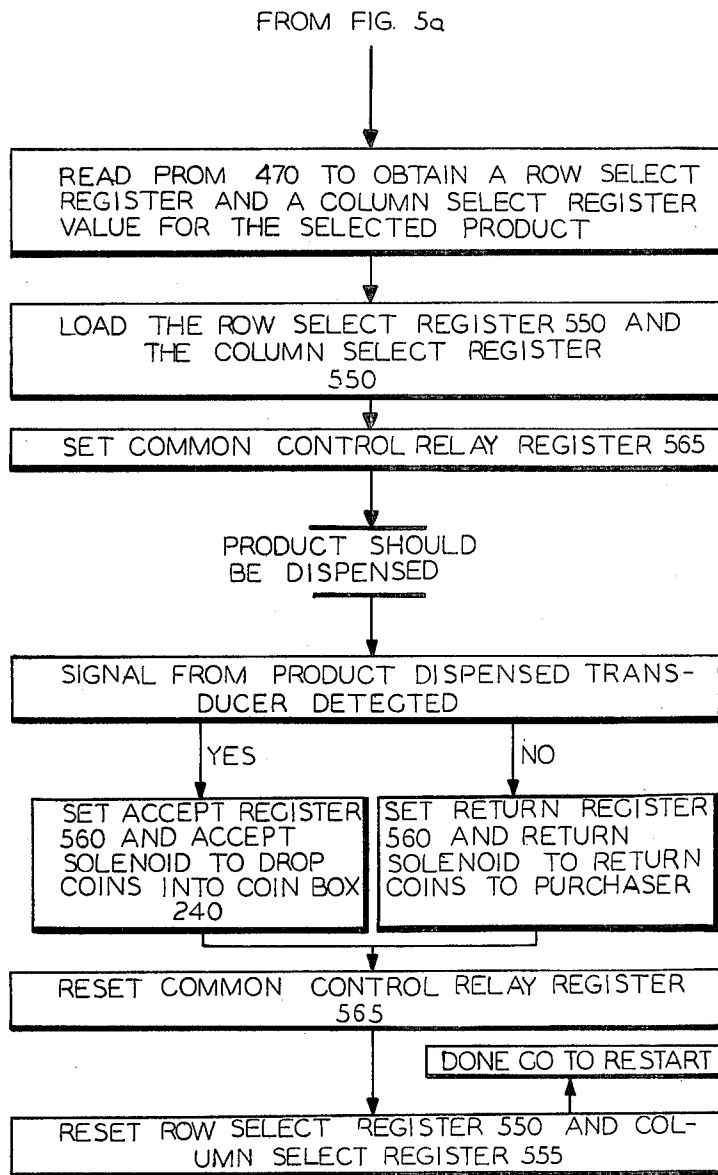 FROM FIG. 5a
READ PROM 470 TO OBTAIN A ROW SELECT
REGISTER AND A COLUMN SELECT REGISTER
VALUE FOR THE SELECTED PRODUCT
LOAD THE ROW SELECT REGISTER 550 AND
THE COLUMN SELECT REGISTER
550
SET COMMON CONTROL RELAY REGISTER 565
PRODUCT SHOULD
BE DISPENSED
SIGNAL FROM PRODUCT DISPENSED TRANS-
DUCER DETECTED
YES
NO
SET ACCEPT REGISTER
560 AND ACCEPT
SOLENOID TO DROP
COINS INTO COIN BOX
240
SET RETURN REGISTER
560 AND RETURN
SOLENOID TO RETURN
COINS TO PURCHASER
RESET COMMON CONTROL RELAY REGISTER
565
DONE GO TO RESTART
RESET ROW SELECT REGISTER 550 AND COL-
UMN SELECT REGISTER 555